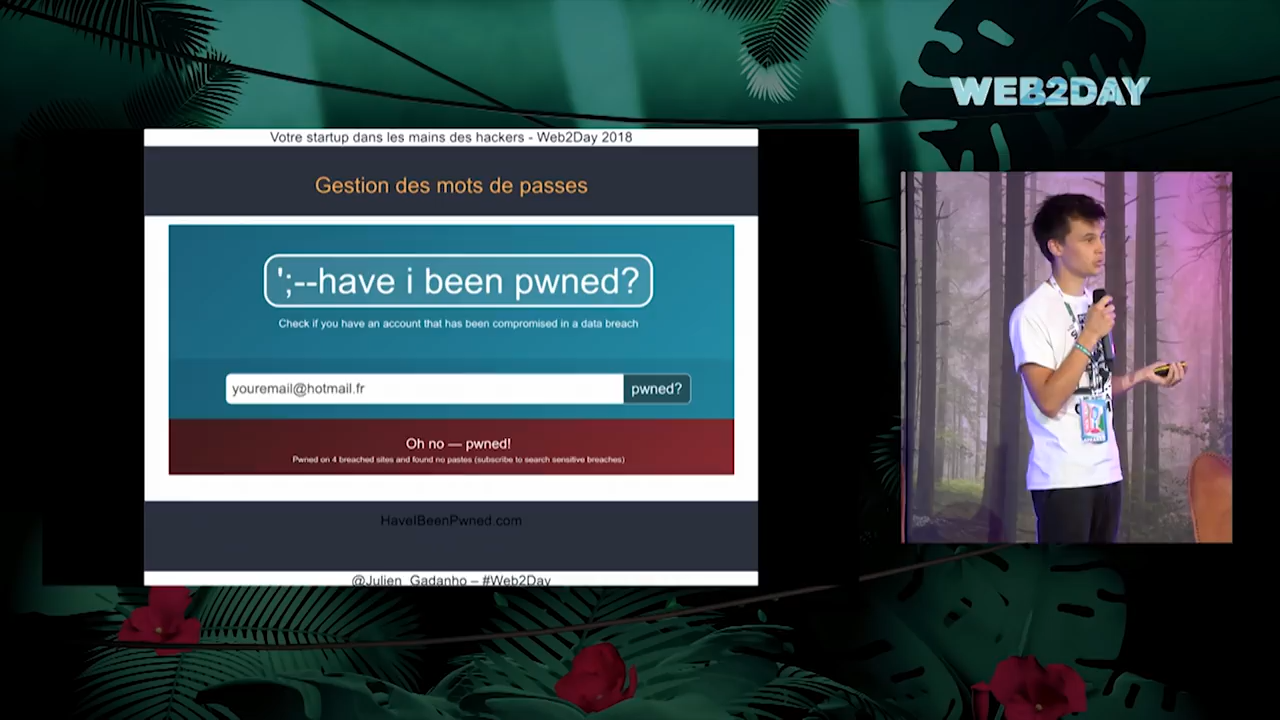 WEB2DAY
Votre startup dans les mains des hackers - Web2Day 2018
Gestion des mots de passes
';--have i been pwned?
Check if you have an account that has been compromised in a data breach
youremail@hotmail.fr
pwned?
Oh no — pwned!
Pwned on 4 breached sites and found no pastes (subscribe to search sensitive breaches)
HaveIBeenPwned.com
@Julien_Gadanho – #Web2Day